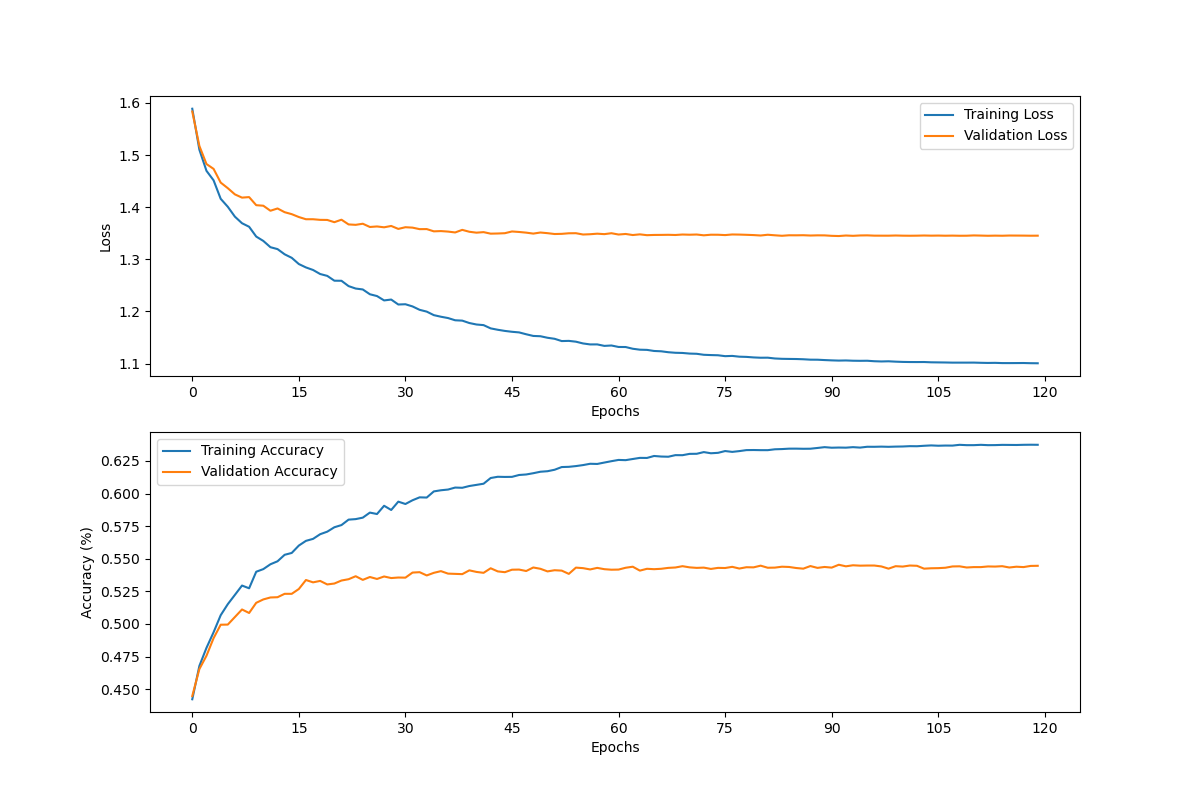 1.6
1.5
1.4
1.3
1.2
1.1
Loss
Training Loss
Validation Loss
0 15 30 45 60 75 90 105 120
Epochs
0.625
0.600
0.575
0.550
0.525
0.500
0.475
0.450
Accuracy (%)
Training Accuracy
Validation Accuracy
0 15 30 45 60 75 90 105 120
Epochs